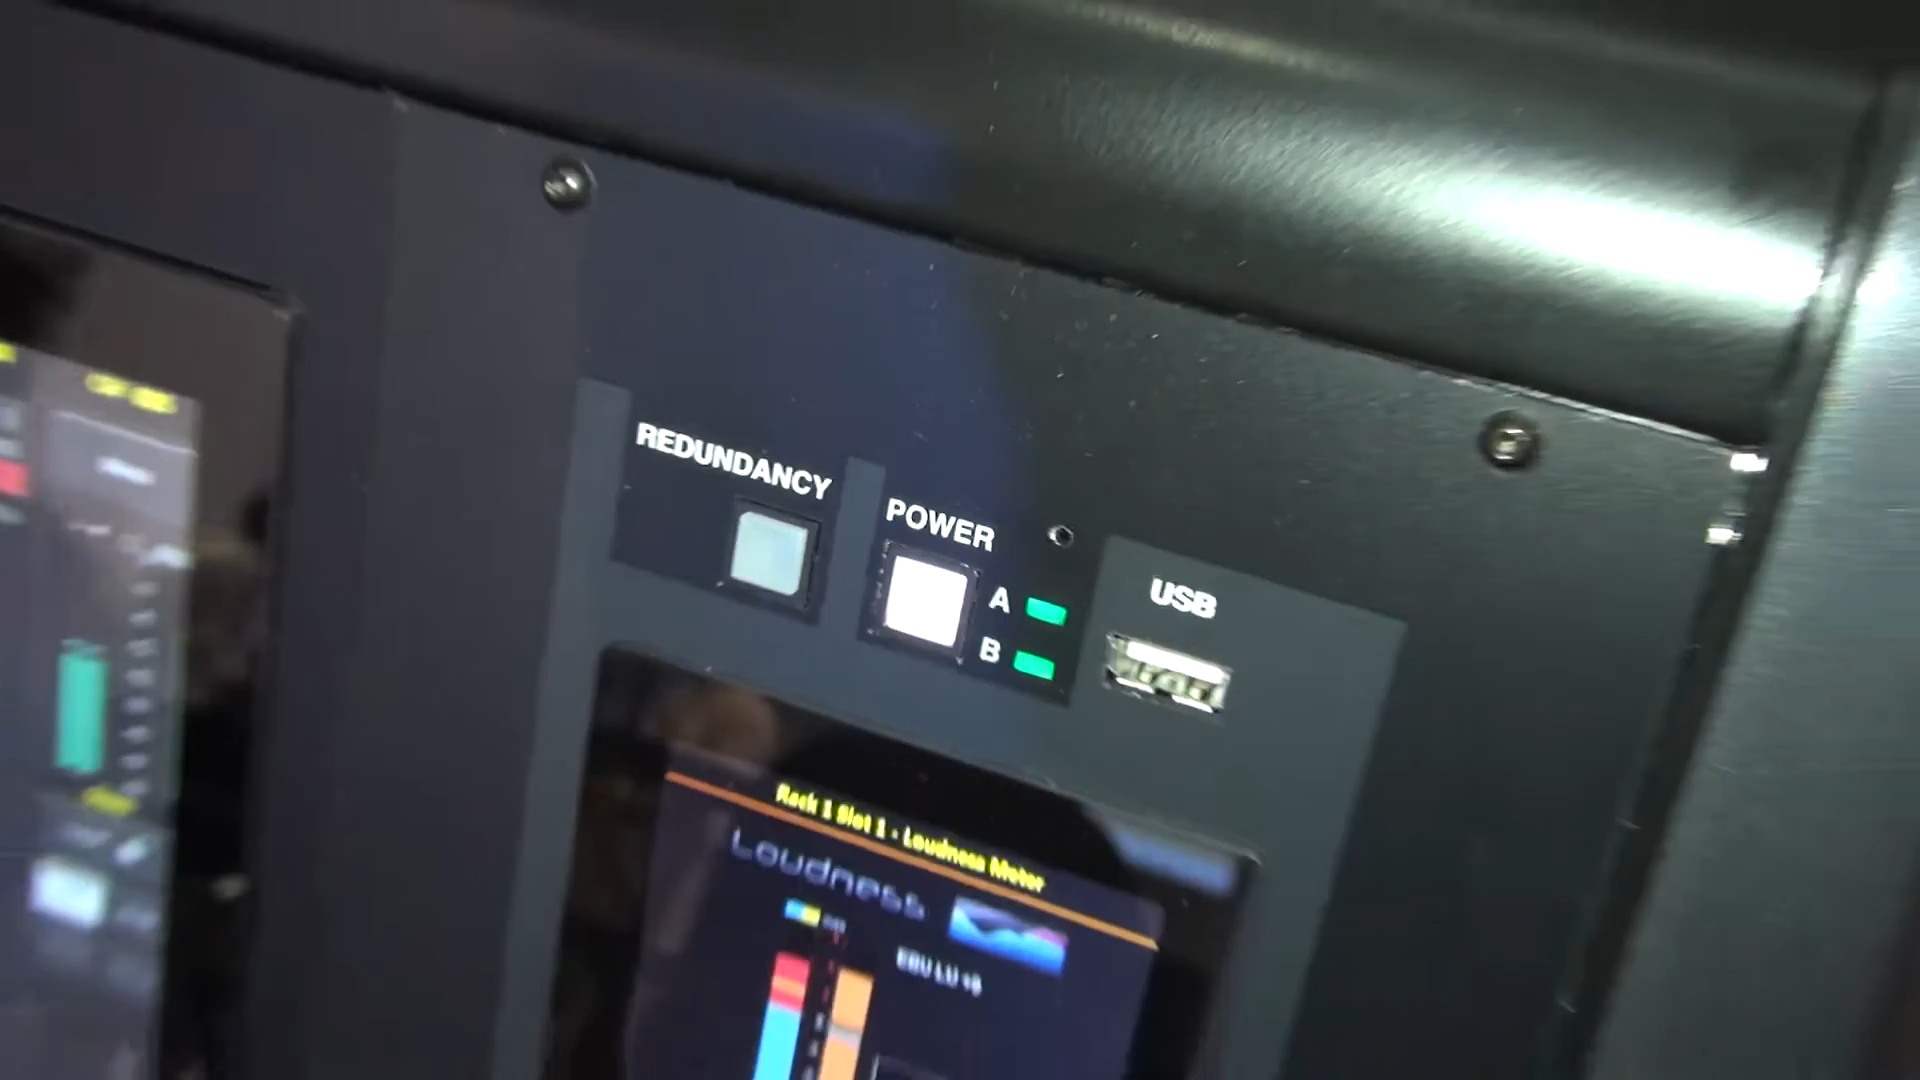 REDUNDANCY
POWER
A
B
USB
Rack 1 Slot 1 - Loudness Meter
Loudness
EBU LU +9